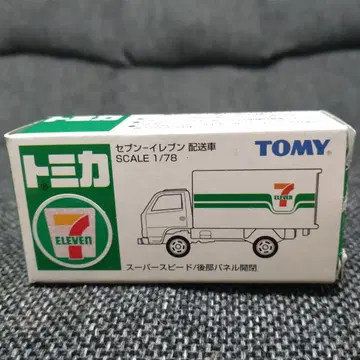 トミカ
セブン-イレブン 配送車
SCALE 1/78
TOMY
7
ELEVEN
7
ELEVEN
スーパースピード/後部パネル開閉